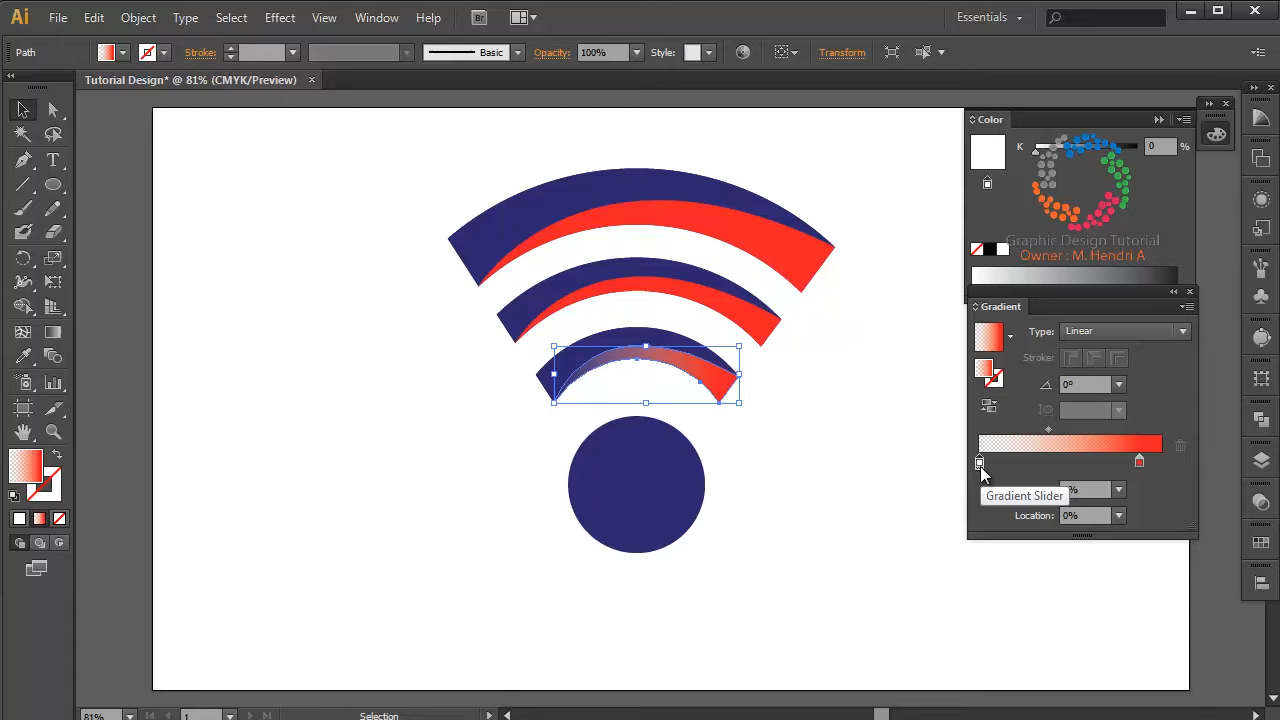 Ai File Edit Object Type Select Effect View Window Help Br Essentials
Path Stroke: Basic Opacity: 100% Style: Transform
Tutorial Design* @ 81% (CMYK/Preview)
Color
K 0 %
Graphic Design Tutorial
Owner : M. Hendri A
Gradient
Type: Linear
Stroke:
0°
Gradient Slider
%
Location: 0%
T
81% 1 Selection